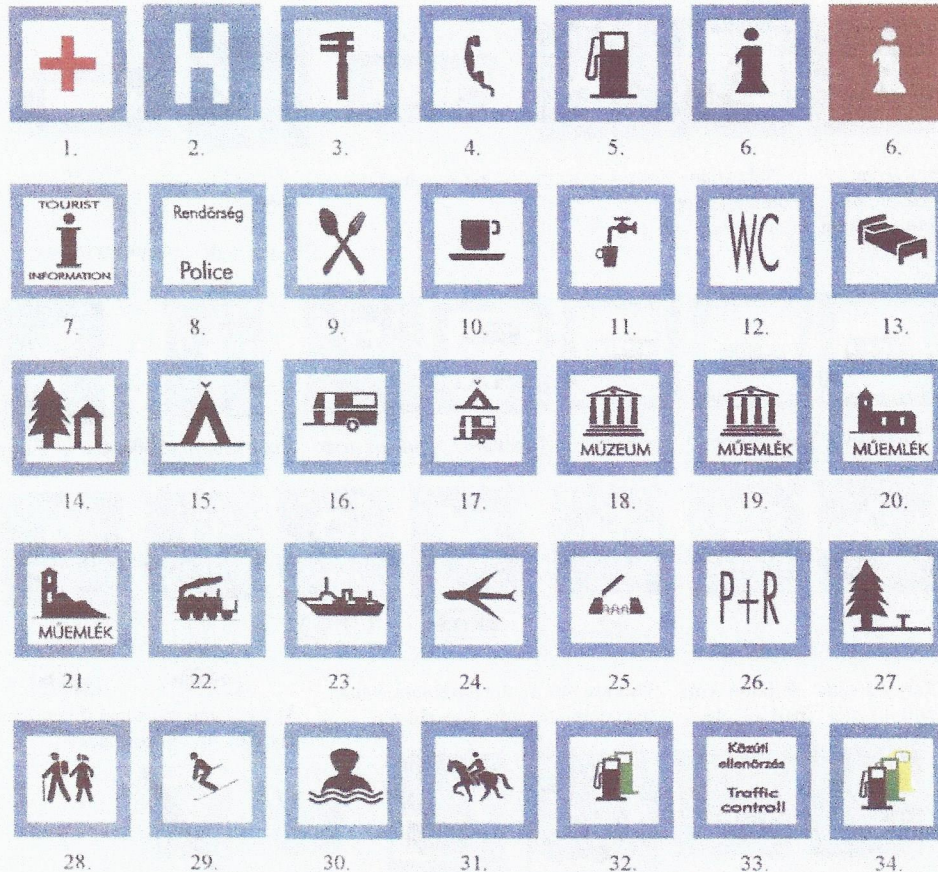 H
1. 2. 3. 4. 5. 6. 6.
TOURIST
i
INFORMATION
Rendőrség
Police
WC
7. 8. 9. 10. 11. 12. 13.
MÚZEUM
MŰEMLÉK
MŰEMLÉK
14. 15. 16. 17. 18. 19. 20.
MŰEMLÉK
P+R
21. 22. 23. 24. 25. 26. 27.
Közúti
ellenőrzés
Traffic
controll
28. 29. 30. 31. 32. 33. 34.